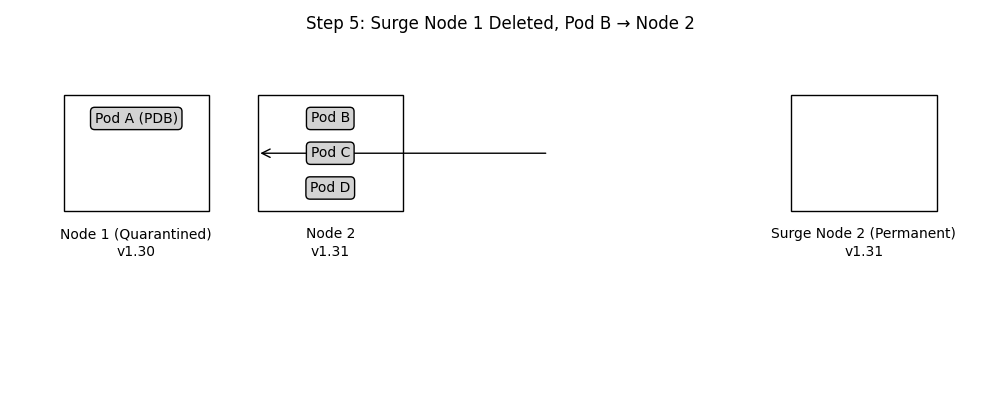 Step 5: Surge Node 1 Deleted, Pod B → Node 2
Pod A (PDB)
Node 1 (Quarantined)
v1.30
Pod B
Pod C
Pod D
Node 2
v1.31
Surge Node 2 (Permanent)
v1.31